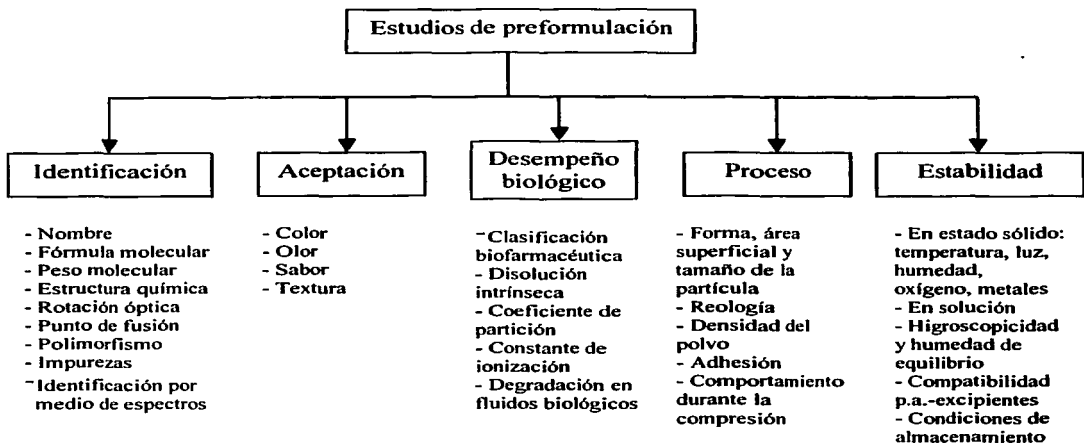 Estudios de preformulación
Identificación
- Nombre
- Fórmula molecular
- Peso molecular
- Estructura química
- Rotación óptica
- Punto de fusión
- Polimorfismo
- Impurezas
- Identificación por
medio de espectros
Aceptación
- Color
- Olor
- Sabor
- Textura
Desempeño
biológico
- Clasificación
biofarmacéutica
- Disolución
intrínseca
- Coeficiente de
partición
- Constante de
ionización
- Degradación en
fluidos biológicos
Proceso
- Forma, área
superficial y
tamaño de la
partícula
- Reología
- Densidad del
polvo
- Adhesión
- Comportamiento
durante la
compresión
Estabilidad
- En estado sólido:
temperatura, luz,
humedad,
oxígeno, metales
- En solución
- Higroscopicidad
y humedad de
equilibrio
- Compatibilidad
p.a.-excipientes
- Condiciones de
almacenamiento